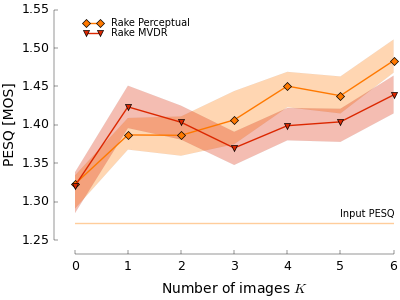 1.55
1.50
1.45
1.40
1.35
1.30
1.25
PESQ [MOS]
Rake Perceptual
Rake MVDR
Input PESQ
0 1 2 3 4 5 6
Number of images K